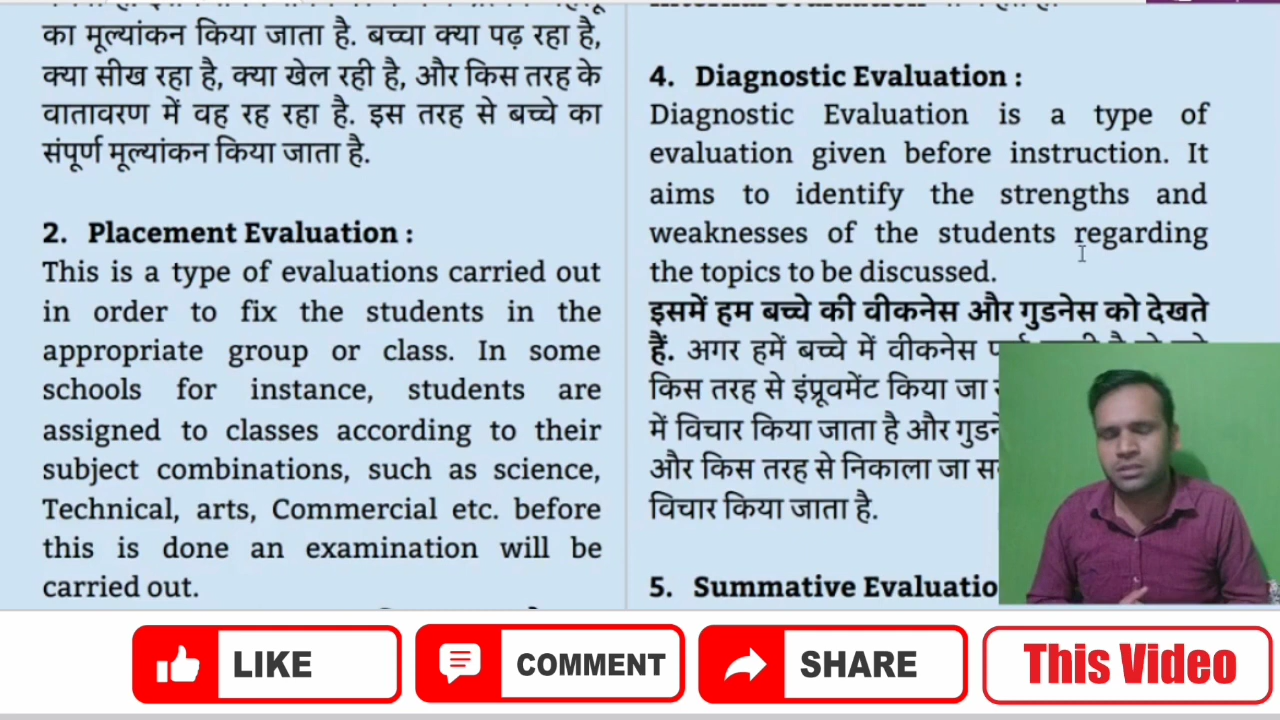 का मूल्यांकन किया जाता है. बच्चा क्या पढ़ रहा है,
क्या सीख रहा है, क्या खेल रही है, और किस तरह के
वातावरण में वह रह रहा है. इस तरह से बच्चे का
संपूर्ण मूल्यांकन किया जाता है.
2. Placement Evaluation :
This is a type of evaluations carried out
in order to fix the students in the
appropriate group or class. In some
schools for instance, students are
assigned to classes according to their
subject combinations, such as science,
Technical, arts, Commercial etc. before
this is done an examination will be
carried out.
4. Diagnostic Evaluation :
Diagnostic Evaluation is a type of
evaluation given before instruction. It
aims to identify the strengths and
weaknesses of the students regarding
the topics to be discussed.
इसमें हम बच्चे की वीकनेस और गुडनेस को देखते
हैं. अगर हमें बच्चे में वीकनेस
किस तरह से इंप्रूवमेंट किया जा
में विचार किया जाता है और
और किस तरह से निकाला जा
विचार किया जाता है.
5. Summative
LIKE
COMMENT
SHARE
This Video